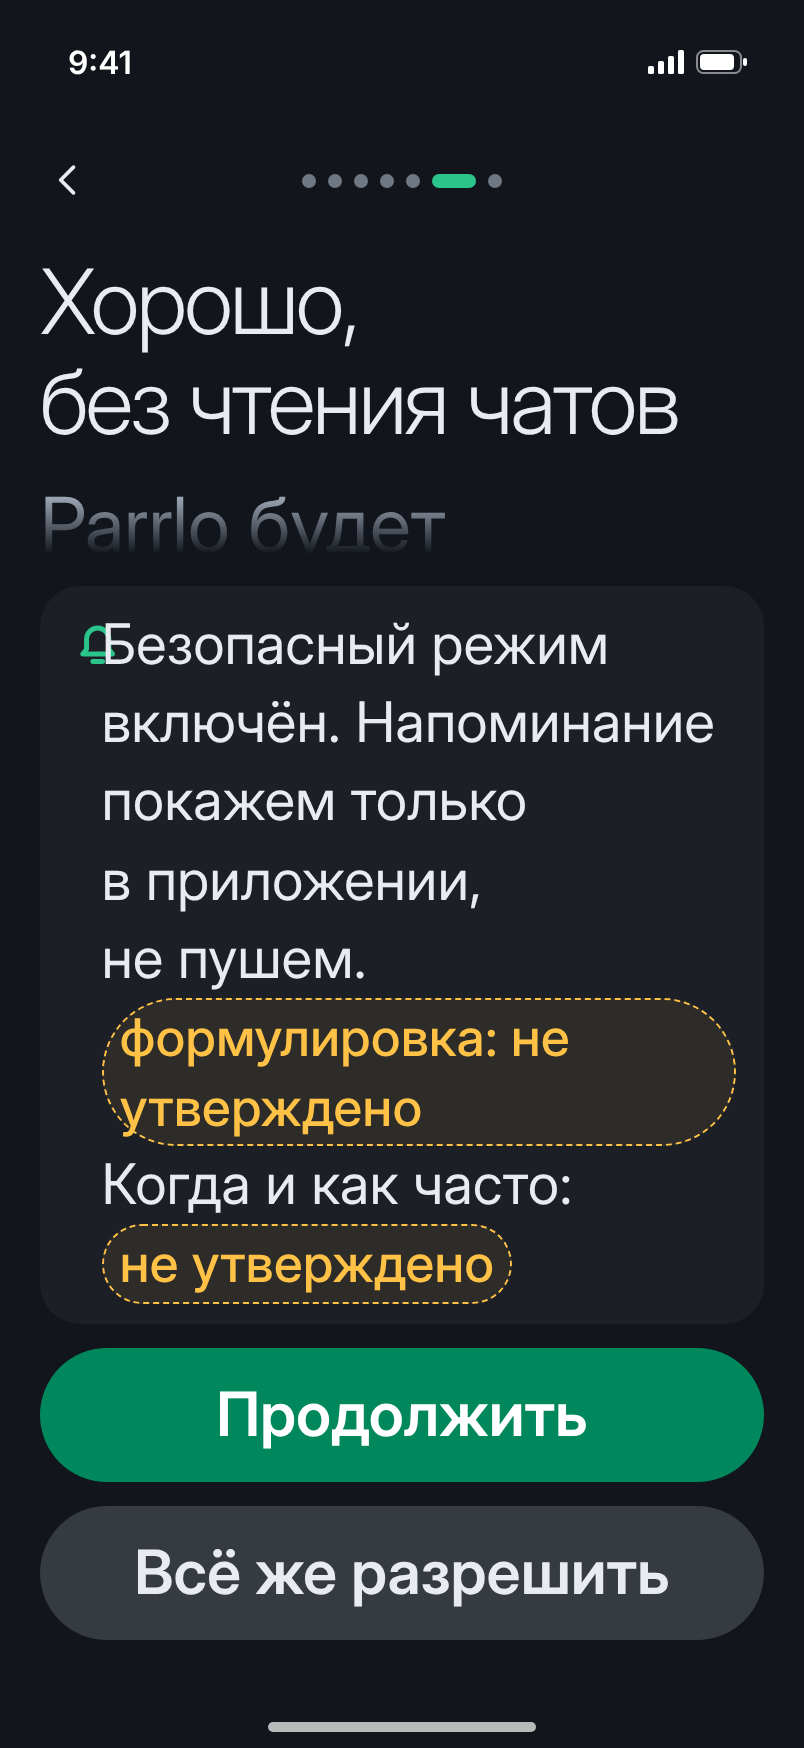 9:41
Хорошо,
без чтения чатов
Parrlo будет
Безопасный режим
включён. Напоминание
покажем только
в приложении,
не пушем.
формулировка: не
утверждено
Когда и как часто:
не утверждено
Продолжить
Всё же разрешить